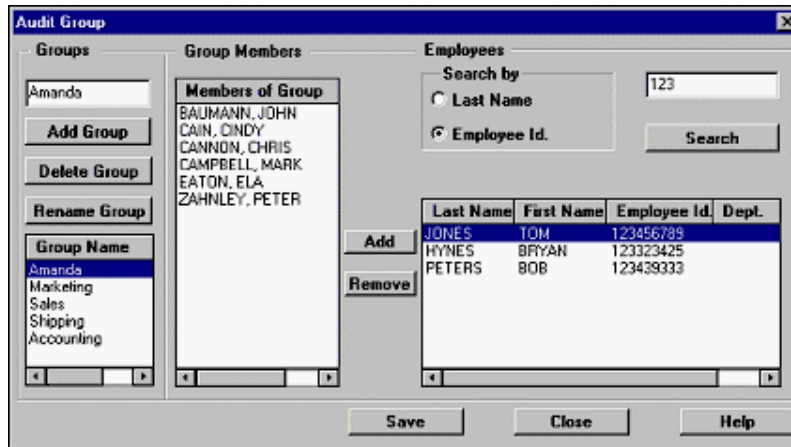 Audit Group
Groups
Amanda
Add Group
Delete Group
Rename Group
Group Name
Amanda
Marketing
Sales
Shipping
Accounting
Group Members
Members of Group
BAUMANN, JOHN
CAIN, CINDY
CANNON, CHRIS
CAMPBELL, MARK
EATON, ELA
ZAHNLEY, PETER
Add
Remove
Employees
Search by
Last Name
Employee Id.
123
Search
Last Name First Name Employee Id. Dept.
JONES TOM 123456789
HYNES BRYAN 123323425
PETERS BOB 123439333
Save Close Help